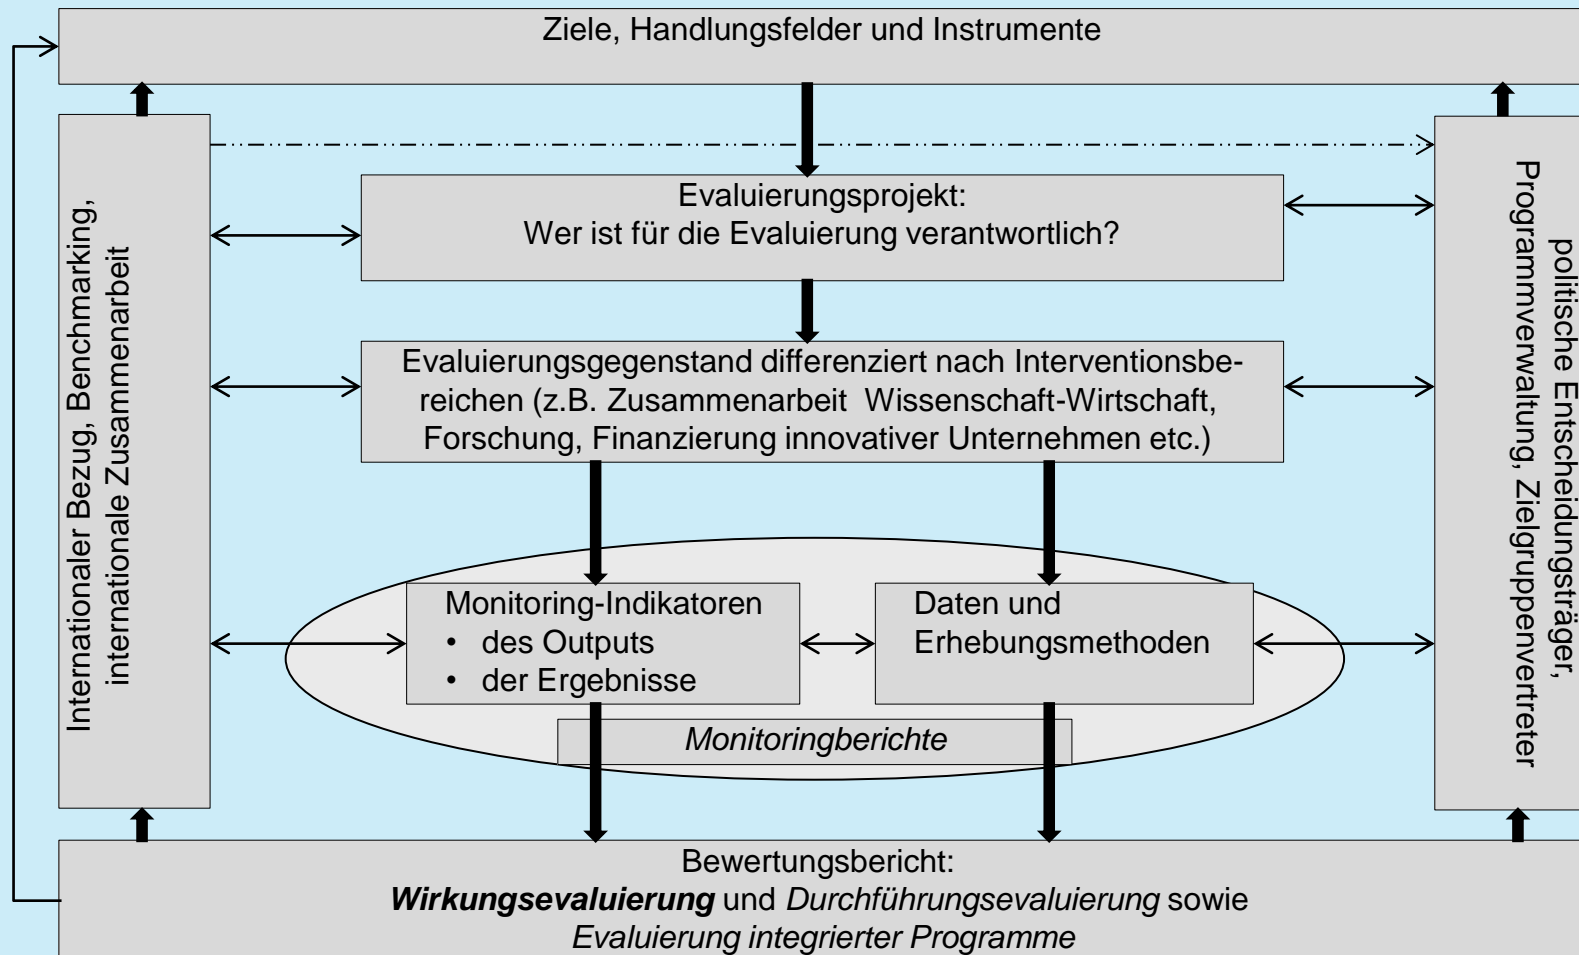 Ziele, Handlungsfelder und Instrumente
Internationaler Bezug, Benchmarking,
internationale Zusammenarbeit
Evaluierungsprojekt:
Wer ist für die Evaluierung verantwortlich?
Evaluierungsgegenstand differenziert nach Interventionsbe-
reichen (z.B. Zusammenarbeit  Wissenschaft-Wirtschaft,
Forschung, Finanzierung innovativer Unternehmen etc.)
Monitoring-Indikatoren
• des Outputs
• der Ergebnisse
Daten und
Erhebungsmethoden
Monitoringberichte
politische Entscheidungsträger,
Programmverwaltung, Zielgruppenvertreter
Bewertungsbericht:
Wirkungsevaluierung und Durchführungsevaluierung sowie
Evaluierung integrierter Programme